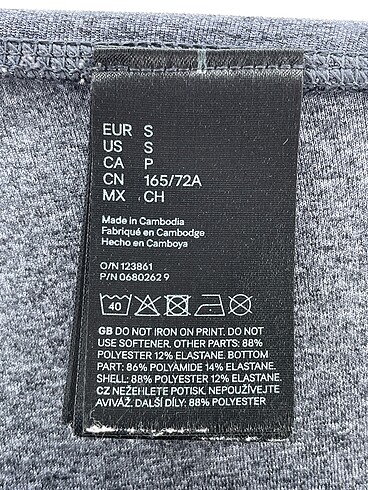 EUR S
US S
CA P
CN 165/72A
MX CH
Made in Cambodia
Fabriqué en Cambodge
Hecho en Camboya
O/N 123861
P/N 0680262 9
40
GB DO NOT IRON ON PRINT. DO NOT
USE SOFTENER. OTHER PARTS: 88%
POLYESTER 12% ELASTANE. BOTTOM
PART: 86% POLYAMIDE 14% ELASTANE.
SHELL: 88% POLYESTER 12% ELASTANE.
CZ NEŽEHLETE POTISK. NEPOUŽÍVEJTE
AVIVÁŽ. DALŠÍ DÍLY: 88% POLYESTER